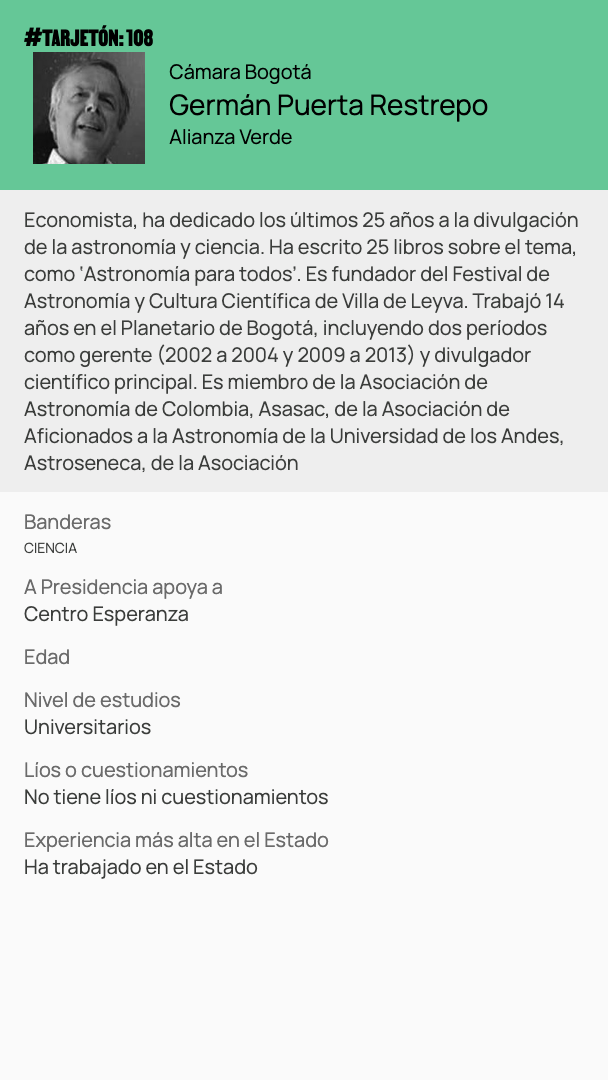 #TARJETÓN: 108
Cámara Bogotá
Germán Puerta Restrepo
Alianza Verde
Economista, ha dedicado los últimos 25 años a la divulgación
de la astronomía y ciencia. Ha escrito 25 libros sobre el tema,
como ‘Astronomía para todos’. Es fundador del Festival de
Astronomía y Cultura Científica de Villa de Leyva. Trabajó 14
años en el Planetario de Bogotá, incluyendo dos períodos
como gerente (2002 a 2004 y 2009 a 2013) y divulgador
científico principal. Es miembro de la Asociación de
Astronomía de Colombia, Asasac, de la Asociación de
Aficionados a la Astronomía de la Universidad de los Andes,
Astroseneca, de la Asociación
Banderas
CIENCIA
A Presidencia apoya a
Centro Esperanza
Edad
Nivel de estudios
Universitarios
Líos o cuestionamientos
No tiene líos ni cuestionamientos
Experiencia más alta en el Estado
Ha trabajado en el Estado